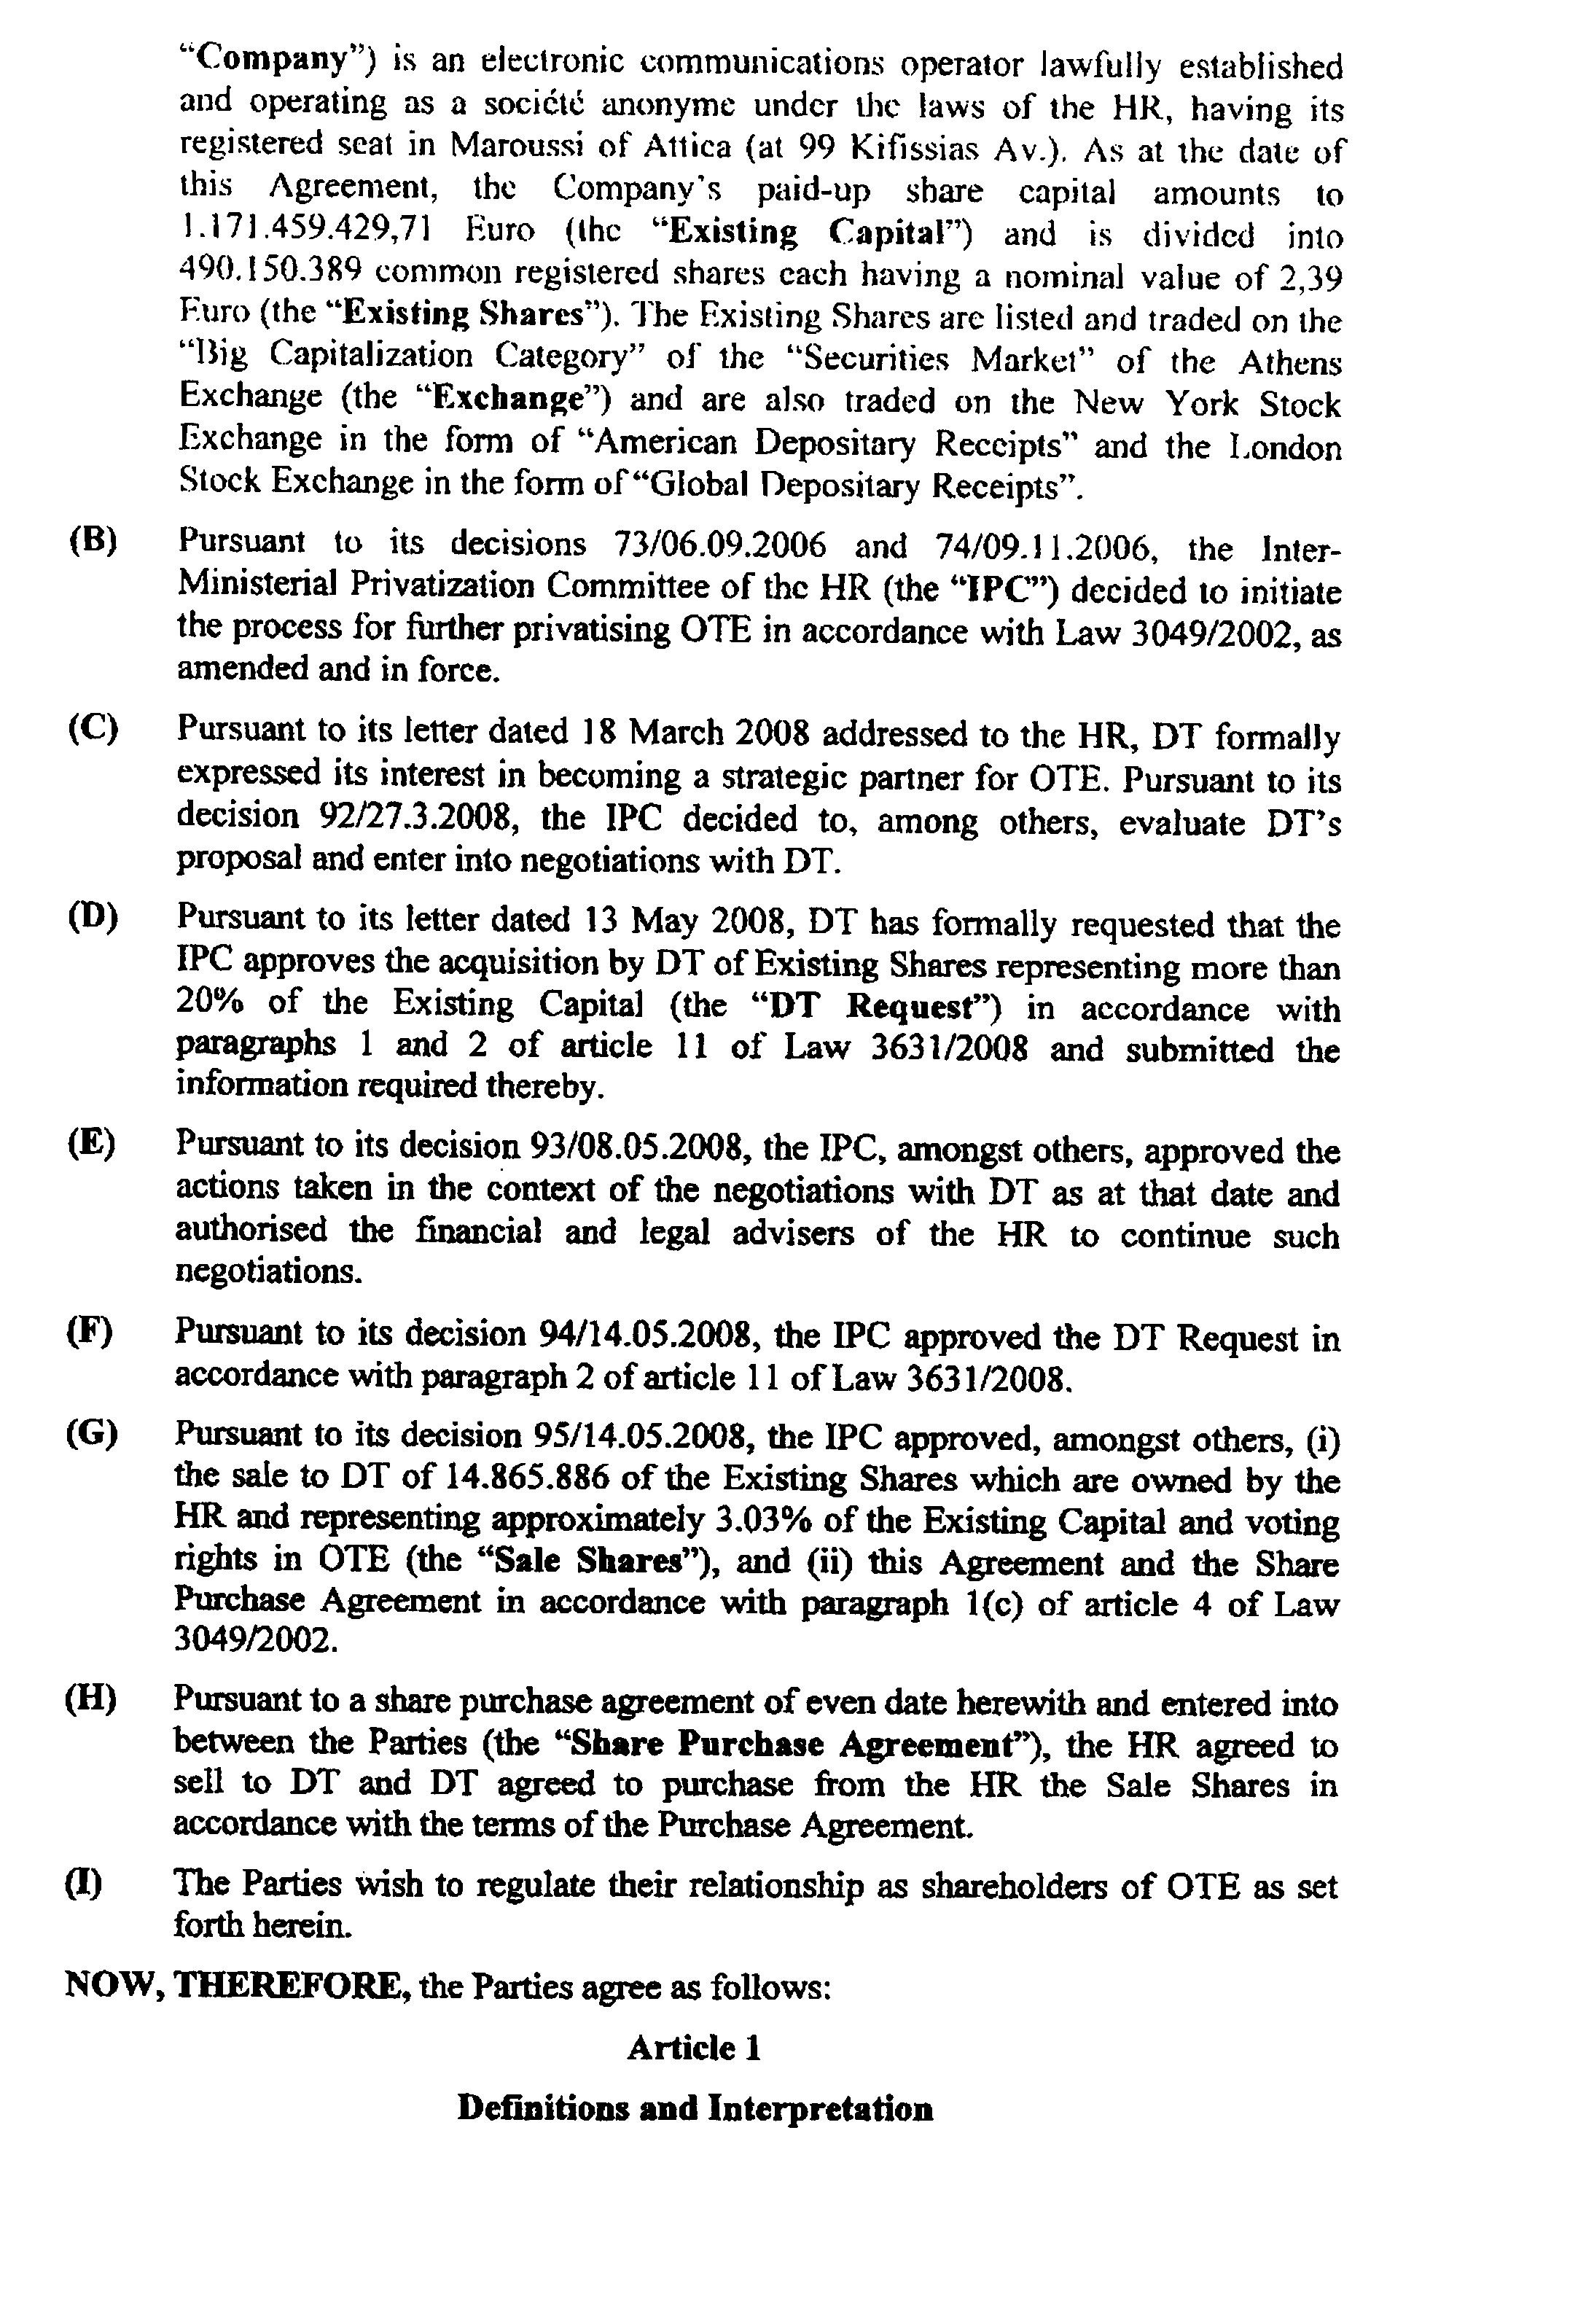 “Company”) is an electronic communications operator lawfully established
and operating as a société anonyme under the laws of the HR, having its
registered seat in Maroussi of Attica (at 99 Kifissias Av.). As at the date of
this Agreement, the Company's paid-up share capital amounts to
1.171.459.429,71 Euro (the “Existing Capital”) and is divided into
490.150.389 common registered shares each having a nominal value of 2,39
Euro (the “Existing Shares”). The Existing Shares are listed and traded on the
“Big Capitalization Category” of the “Securities Market” of the Athens
Exchange (the “Exchange”) and are also traded on the New York Stock
Exchange in the form of “American Depositary Receipts” and the London
Stock Exchange in the form of “Global Depositary Receipts”.
(B) Pursuant to its decisions 73/06.09.2006 and 74/09.11.2006, the Inter-
Ministerial Privatization Committee of the HR (the “IPC”) decided to initiate
the process for further privatising OTE in accordance with Law 3049/2002, as
amended and in force.
(C) Pursuant to its letter dated 18 March 2008 addressed to the HR, DT formally
expressed its interest in becoming a strategic partner for OTE. Pursuant to its
decision 92/27.3.2008, the IPC decided to, among others, evaluate DT's
proposal and enter into negotiations with DT.
(D) Pursuant to its letter dated 13 May 2008, DT has formally requested that the
IPC approves the acquisition by DT of Existing Shares representing more than
20% of the Existing Capital (the “DT Request”) in accordance with
paragraphs 1 and 2 of article 11 of Law 3631/2008 and submitted the
information required thereby.
(E) Pursuant to its decision 93/08.05.2008, the IPC, amongst others, approved the
actions taken in the context of the negotiations with DT as at that date and
authorised the financial and legal advisers of the HR to continue such
negotiations.
(F) Pursuant to its decision 94/14.05.2008, the IPC approved the DT Request in
accordance with paragraph 2 of article 11 of Law 3631/2008.
(G) Pursuant to its decision 95/14.05.2008, the IPC approved, amongst others, (i)
the sale to DT of 14.865.886 of the Existing Shares which are owned by the
HR and representing approximately 3.03% of the Existing Capital and voting
rights in OTE (the “Sale Shares”), and (ii) this Agreement and the Share
Purchase Agreement in accordance with paragraph 1(c) of article 4 of Law
3049/2002.
(H) Pursuant to a share purchase agreement of even date herewith and entered into
between the Parties (the “Share Purchase Agreement”), the HR agreed to
sell to DT and DT agreed to purchase from the HR the Sale Shares in
accordance with the terms of the Purchase Agreement.
(I) The Parties wish to regulate their relationship as shareholders of OTE as set
forth herein.
NOW, THEREFORE, the Parties agree as follows:
Article 1
Definitions and Interpretation